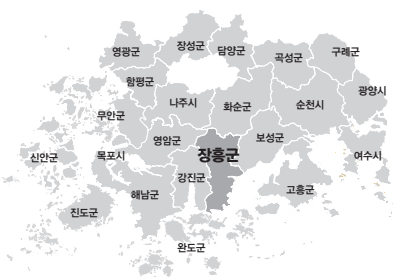 장성군
영광군
담양군
곡성군
구례군
함평군
광양시
나주시
화순군
순천시
무안군
영암군
보성군
신안군
목포시
장흥군
여수시
강진군
해남군
고흥군
진도군
완도군